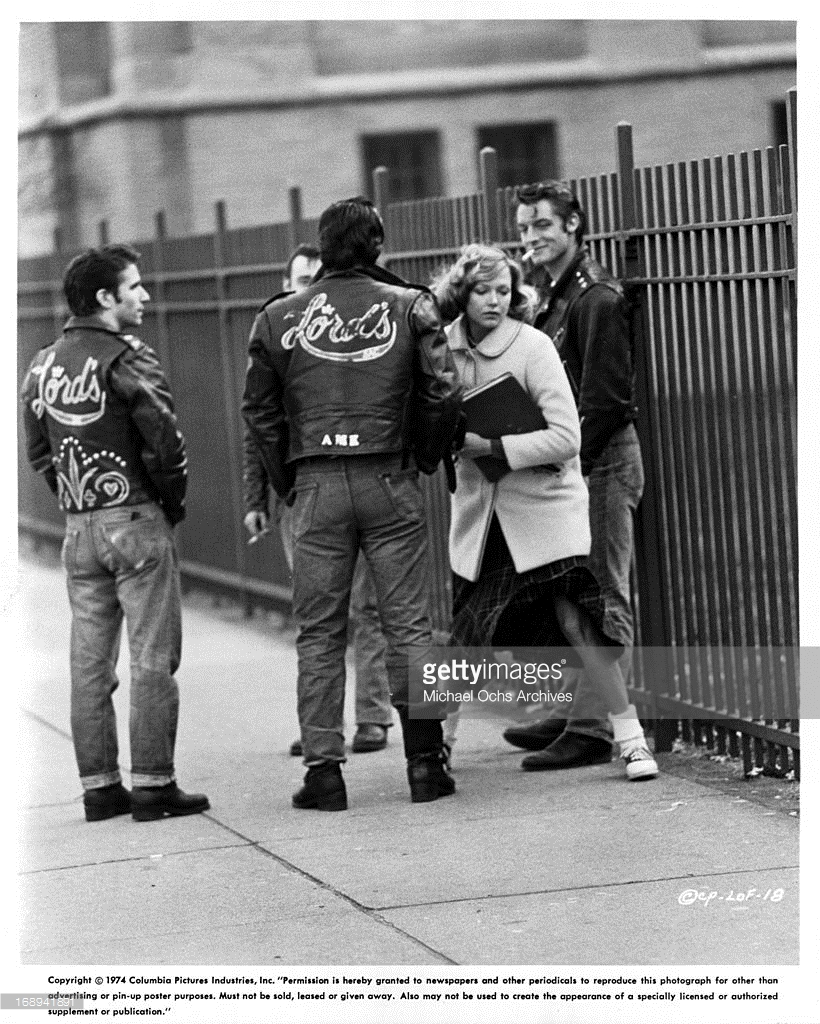 Lord's
Lord's
AMK
gettyimages®
Michael Ochs Archives
©CP-LOF-18
Copyright © 1974 Columbia Pictures Industries, Inc. "Permission is hereby granted to newspapers and other periodicals to reproduce this photograph for other than
advertising or pin-up poster purposes. Must not be sold, leased or given away. Also may not be used to create the appearance of a specially licensed or authorized
168941891
supplement or publication."